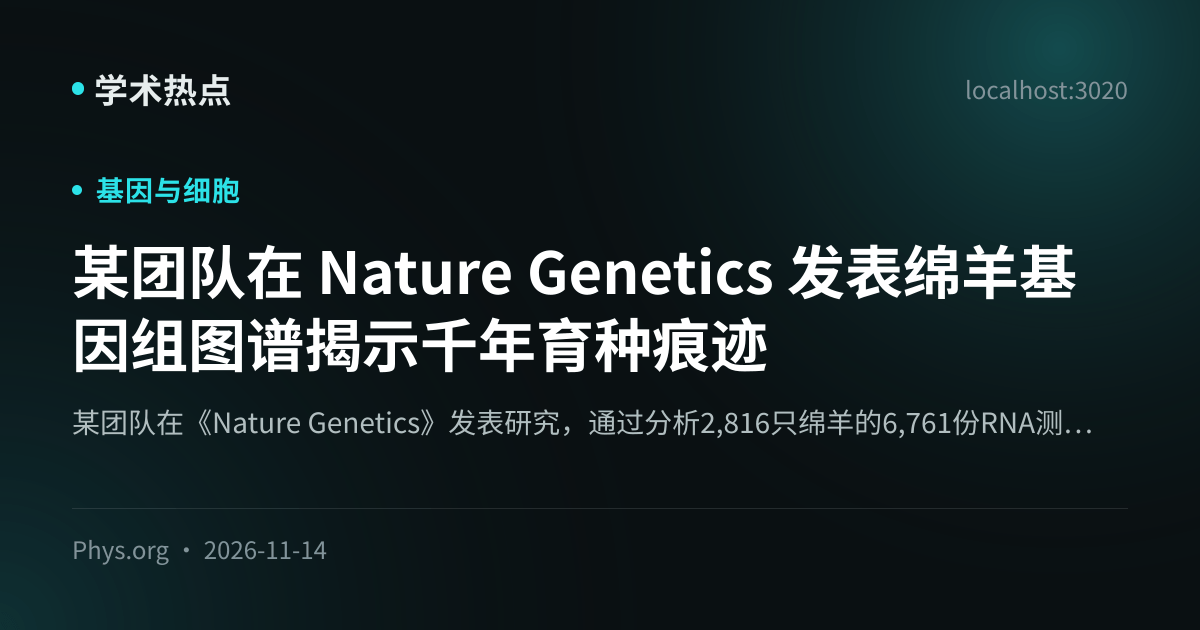 学术热点
localhost:3020
基因与细胞
某团队在 Nature Genetics 发表绵羊基
因组图谱揭示千年育种痕迹
某团队在《Nature Genetics》发表研究，通过分析2,816只绵羊的6,761份RNA测…
Phys.org · 2026-11-14